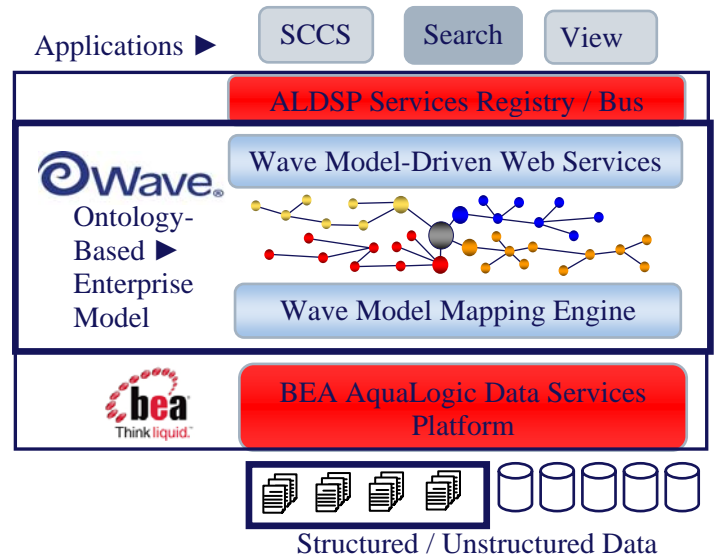 Applications ►
SCCS
Search
View
ALDSP Services Registry / Bus
Wave®
Wave Model-Driven Web Services
Ontology-
Based ►
Enterprise
Model
Wave Model Mapping Engine
bea
Think liquid.™
BEA AquaLogic Data Services
Platform
Structured / Unstructured Data